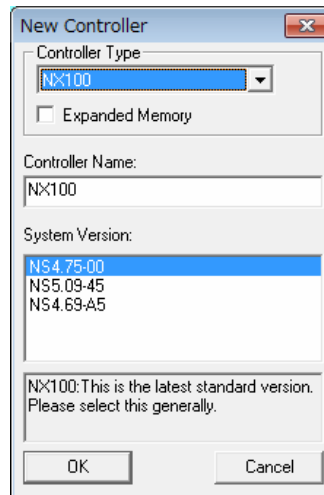 New Controller
Controller Type
NX100
Expanded Memory
Controller Name:
NX100
System Version:
NS4.75-00
NS5.09-45
NS4.69-A5
NX100:This is the latest standard version.
Please select this generally.
OK
Cancel